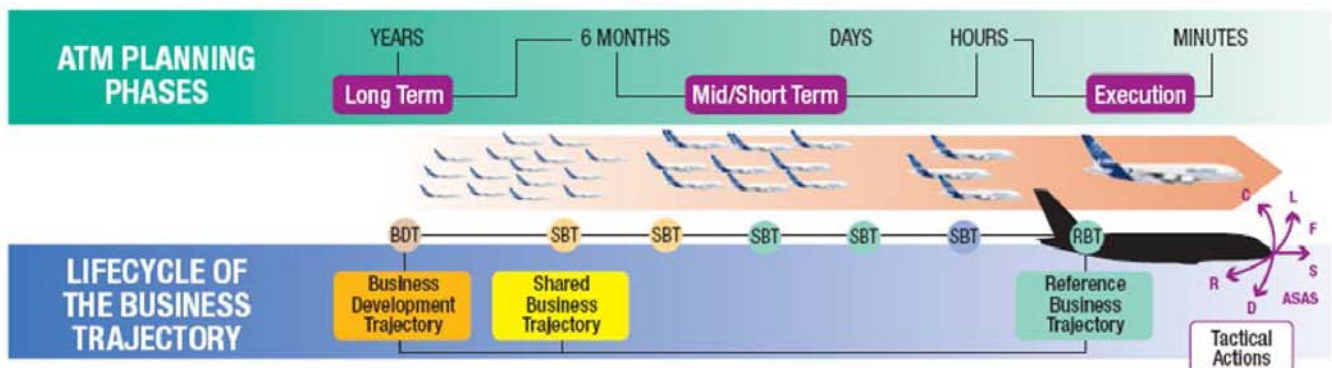 ATM PLANNING
PHASES
YEARS
6 MONTHS
DAYS
HOURS
MINUTES
Long Term
Mid/Short Term
Execution
BDT
SBT
SBT
SBT
SBT
SBT
RBT
C
L
F
S
R
D
ASAS
LIFECYCLE OF
THE BUSINESS
TRAJECTORY
Business
Development
Trajectory
Shared
Business
Trajectory
Reference
Business
Trajectory
Tactical
Actions